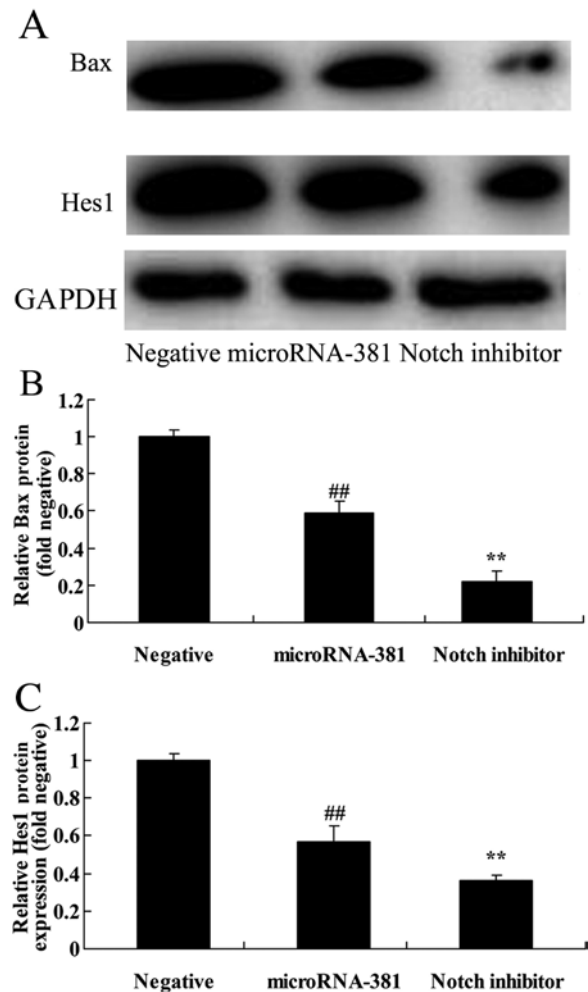 A
Bax
Hes1
GAPDH
Negative microRNA-381 Notch inhibitor
B
Relative Bax protein
(fold negative)
1.2
1
0.8
0.6
0.4
0.2
0
##
**
Negative microRNA-381 Notch inhibitor
C
Relative Hes1 protein
expression (fold negative)
1.2
1
0.8
0.6
0.4
0.2
0
##
**
Negative microRNA-381 Notch inhibitor